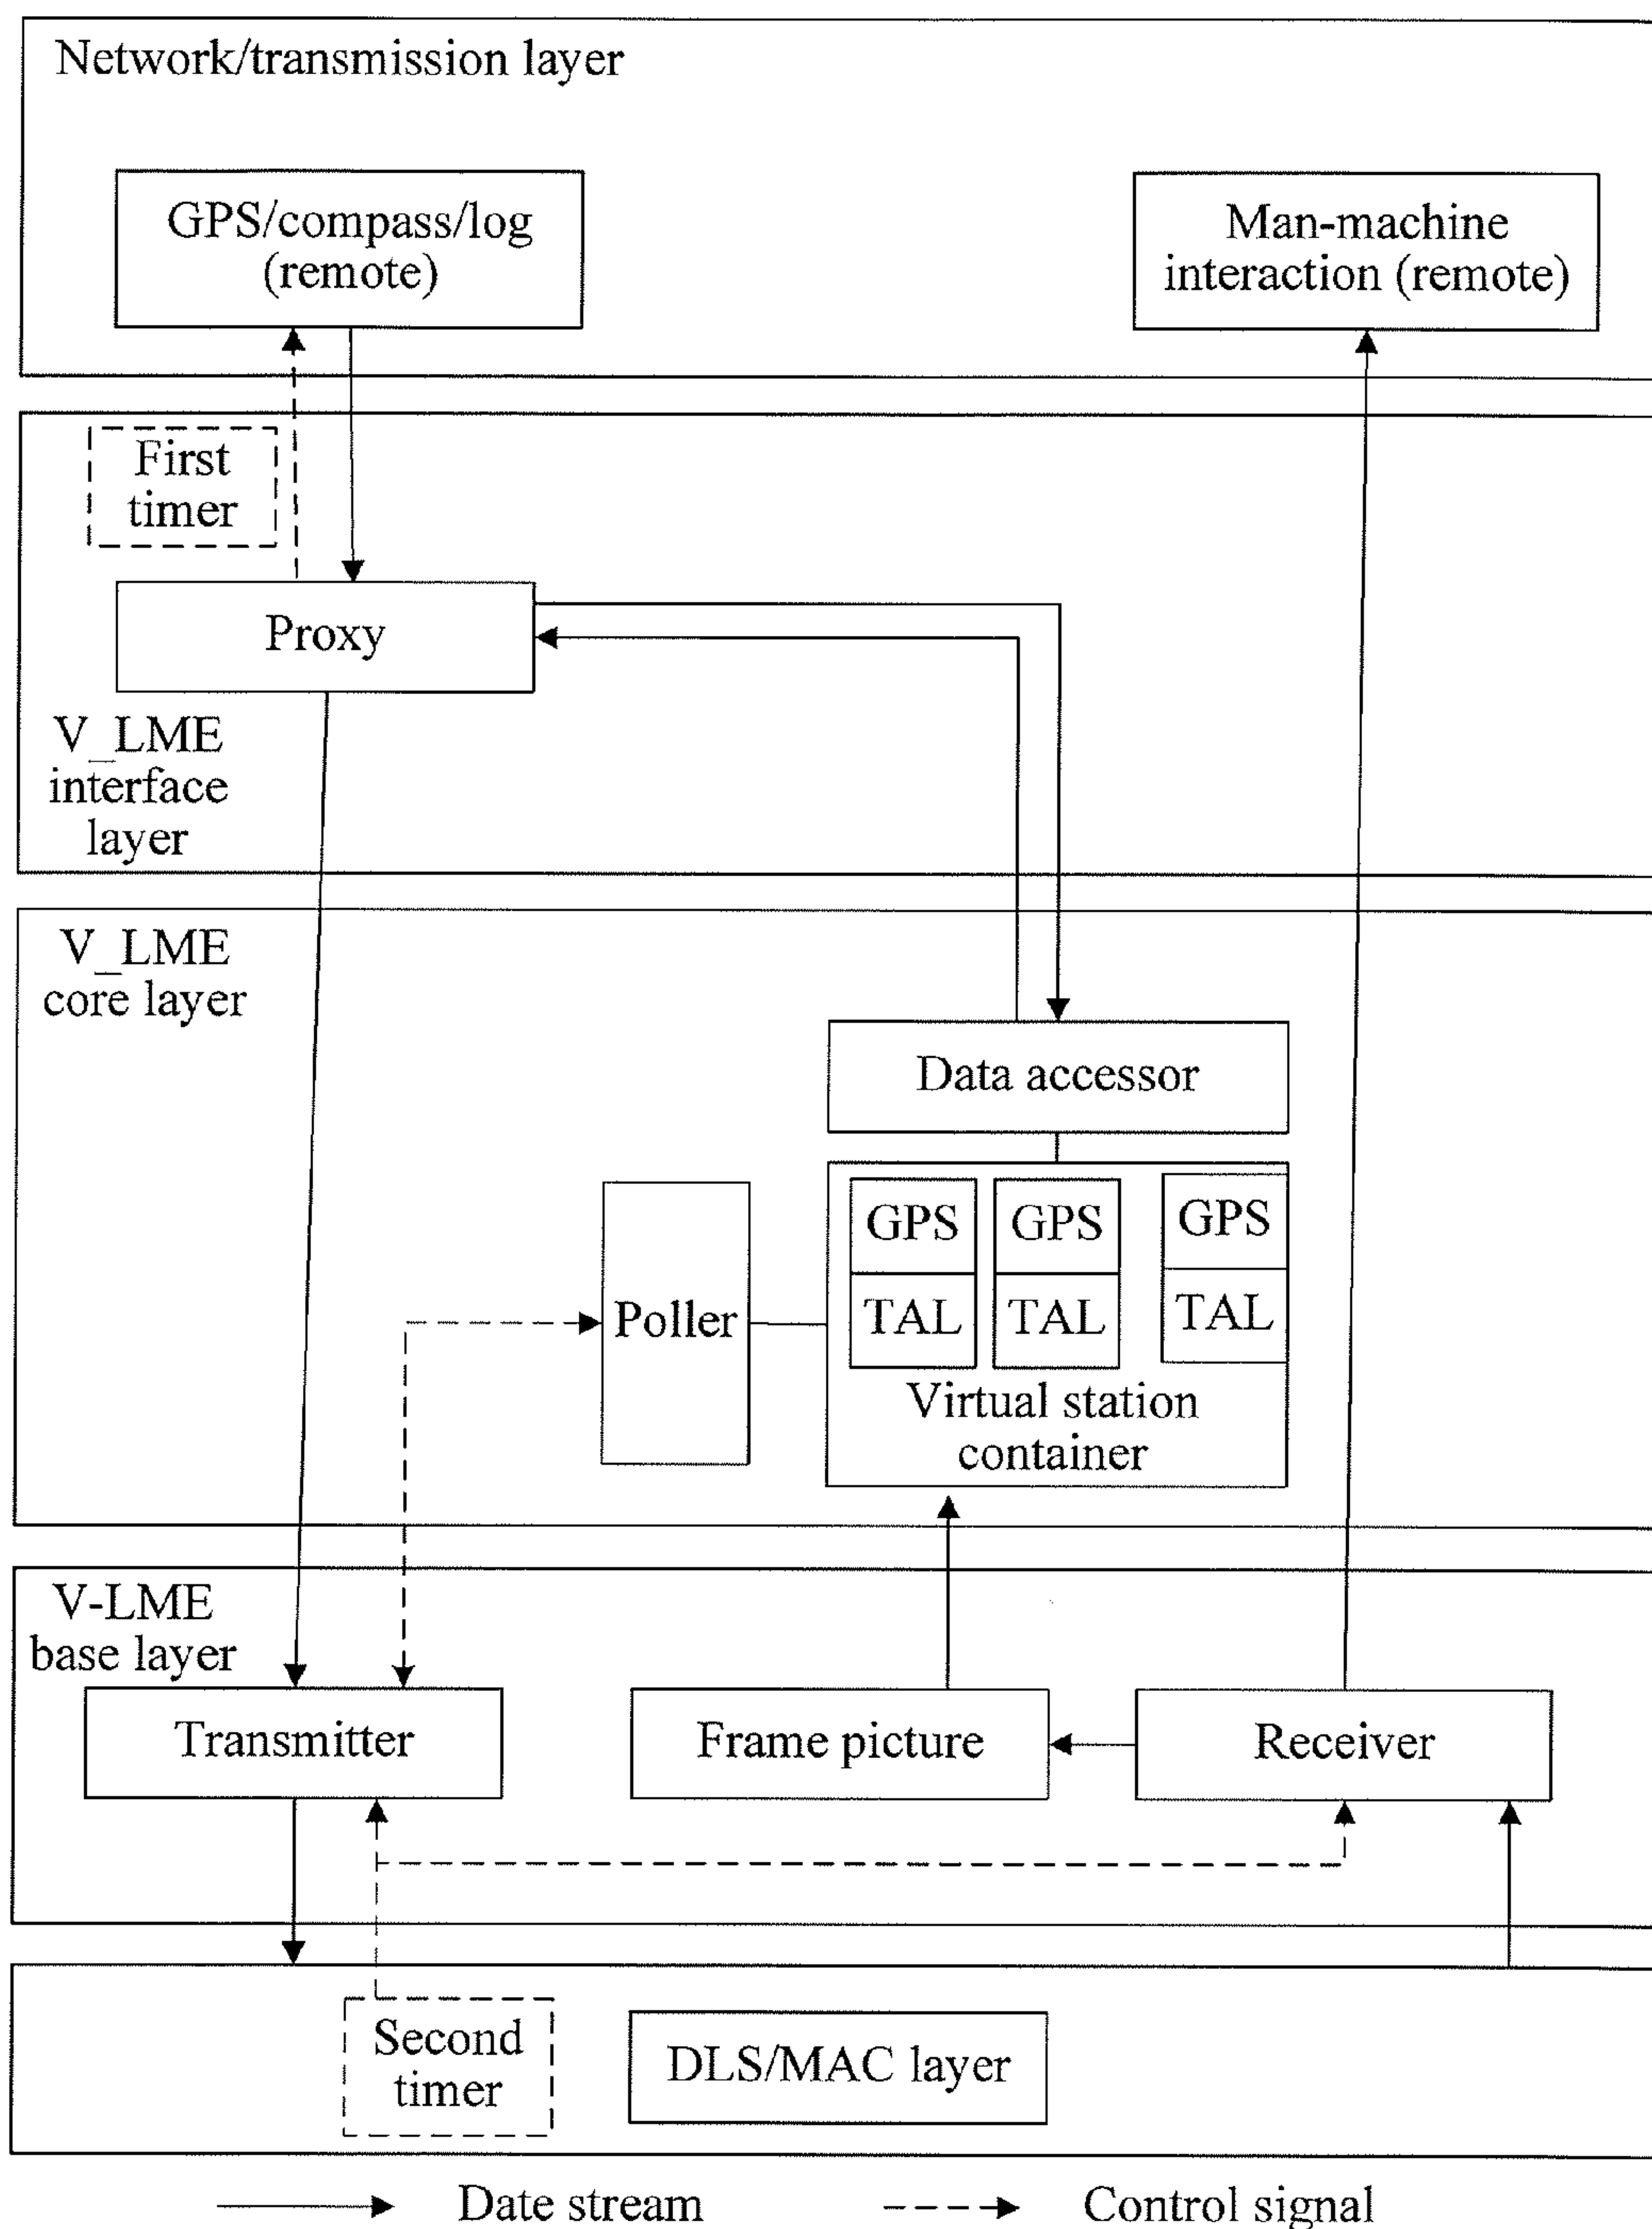 Network/transmission layer
GPS/compass/log
(remote)
Man-machine
interaction (remote)
First
timer
Proxy
V_LME
interface
layer
V_LME
core layer
Data accessor
GPS
GPS
GPS
TAL
TAL
TAL
Poller
Virtual station
container
V-LME
base layer
Transmitter
Frame picture
Receiver
Second
timer
DLS/MAC layer
Date stream
Control signal